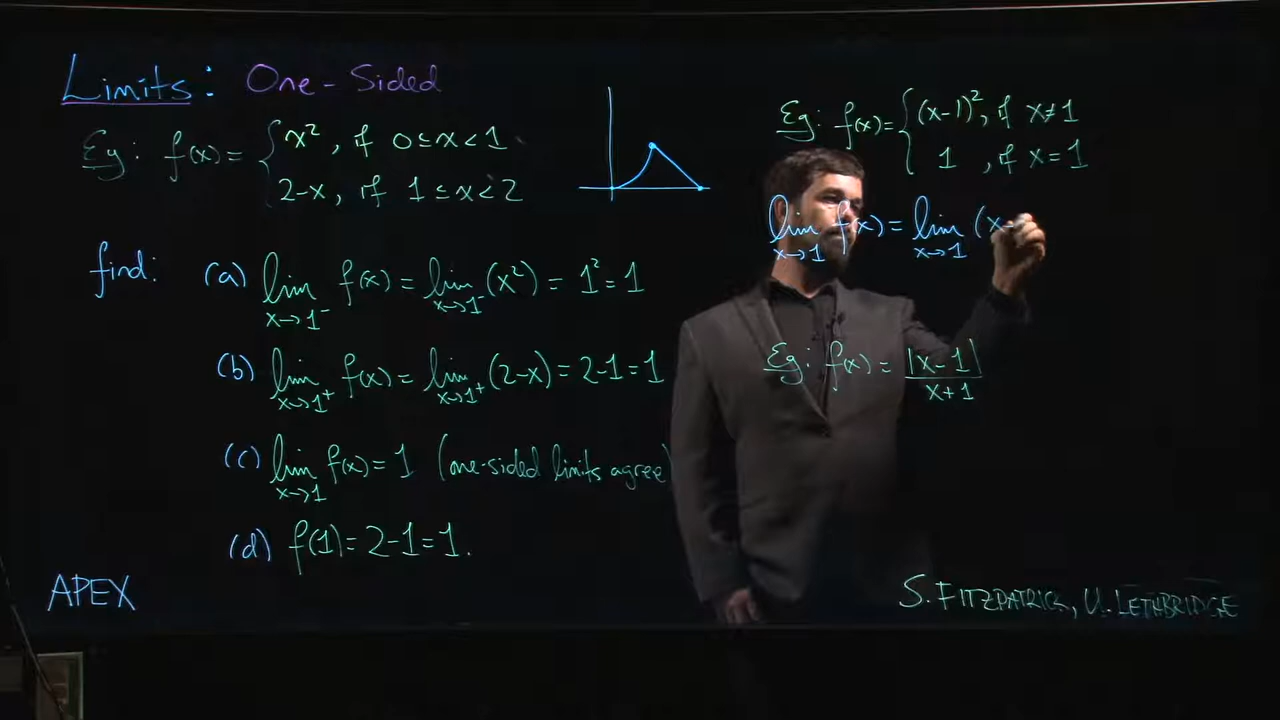 Limits: One-Sided
Eg: f(x) = { x², if 0≤x<1
2-x, if 1≤x<2
find: (a) lim x→1⁻ f(x) = lim x→1⁻ (x²) = 1² = 1
(b) lim x→1⁺ f(x) = lim x→1⁺ (2-x) = 2-1 = 1
(c) lim x→1 f(x) = 1 (one-sided limits agree)
(d) f(1) = 2-1 = 1.
APEX
Eg: f(x) = { (x-1)², if x≠1
1, if x=1
lim x→1 f(x) = lim x→1 (x-
Eg: f(x) = |x-1| / x+1
S. FITZPATRICK, U. LETHBRIDGE